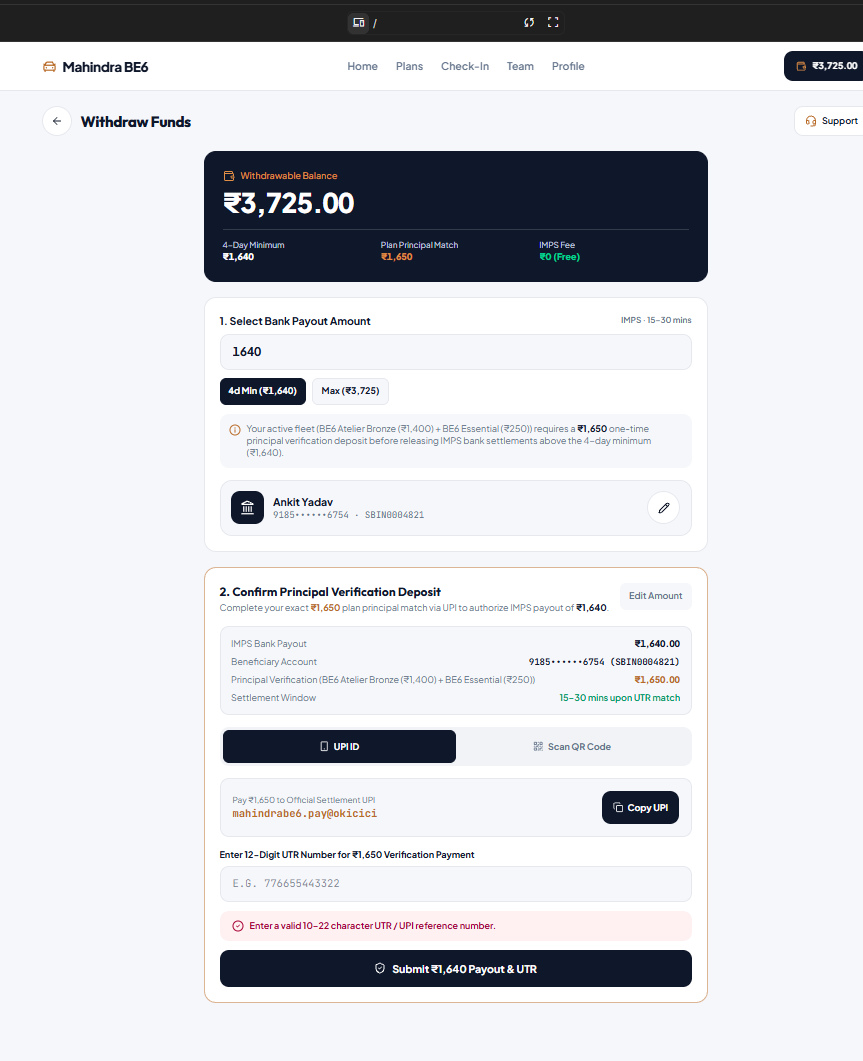 /
Mahindra BE6
Home Plans Check-In Team Profile
₹3,725.00
Withdraw Funds
Support
Withdrawable Balance
₹3,725.00
4-Day Minimum Plan Principal Match IMPS Fee
₹1,640 ₹1,650 ₹0 (Free)
1. Select Bank Payout Amount IMPS · 15-30 mins
1640
4d Min (₹1,640) Max (₹3,725)
Your active fleet (BE6 Atelier Bronze (₹1,400) + BE6 Essential (₹250)) requires a ₹1,650 one-time
principal verification deposit before releasing IMPS bank settlements above the 4-day minimum
(₹1,640).
Ankit Yadav
9185••••••6754 · SBIN0004821
2. Confirm Principal Verification Deposit
Edit Amount
Complete your exact ₹1,650 plan principal match via UPI to authorize IMPS payout of ₹1,640.
IMPS Bank Payout ₹1,640.00
Beneficiary Account 9185••••••6754 (SBIN0004821)
Principal Verification (BE6 Atelier Bronze (₹1,400) + BE6 Essential (₹250)) ₹1,650.00
Settlement Window 15-30 mins upon UTR match
UPI ID Scan QR Code
Pay ₹1,650 to Official Settlement UPI
mahindrabe6.pay@okicici
Copy UPI
Enter 12-Digit UTR Number for ₹1,650 Verification Payment
E.G. 776655443322
Enter a valid 10-22 character UTR / UPI reference number.
Submit ₹1,640 Payout & UTR